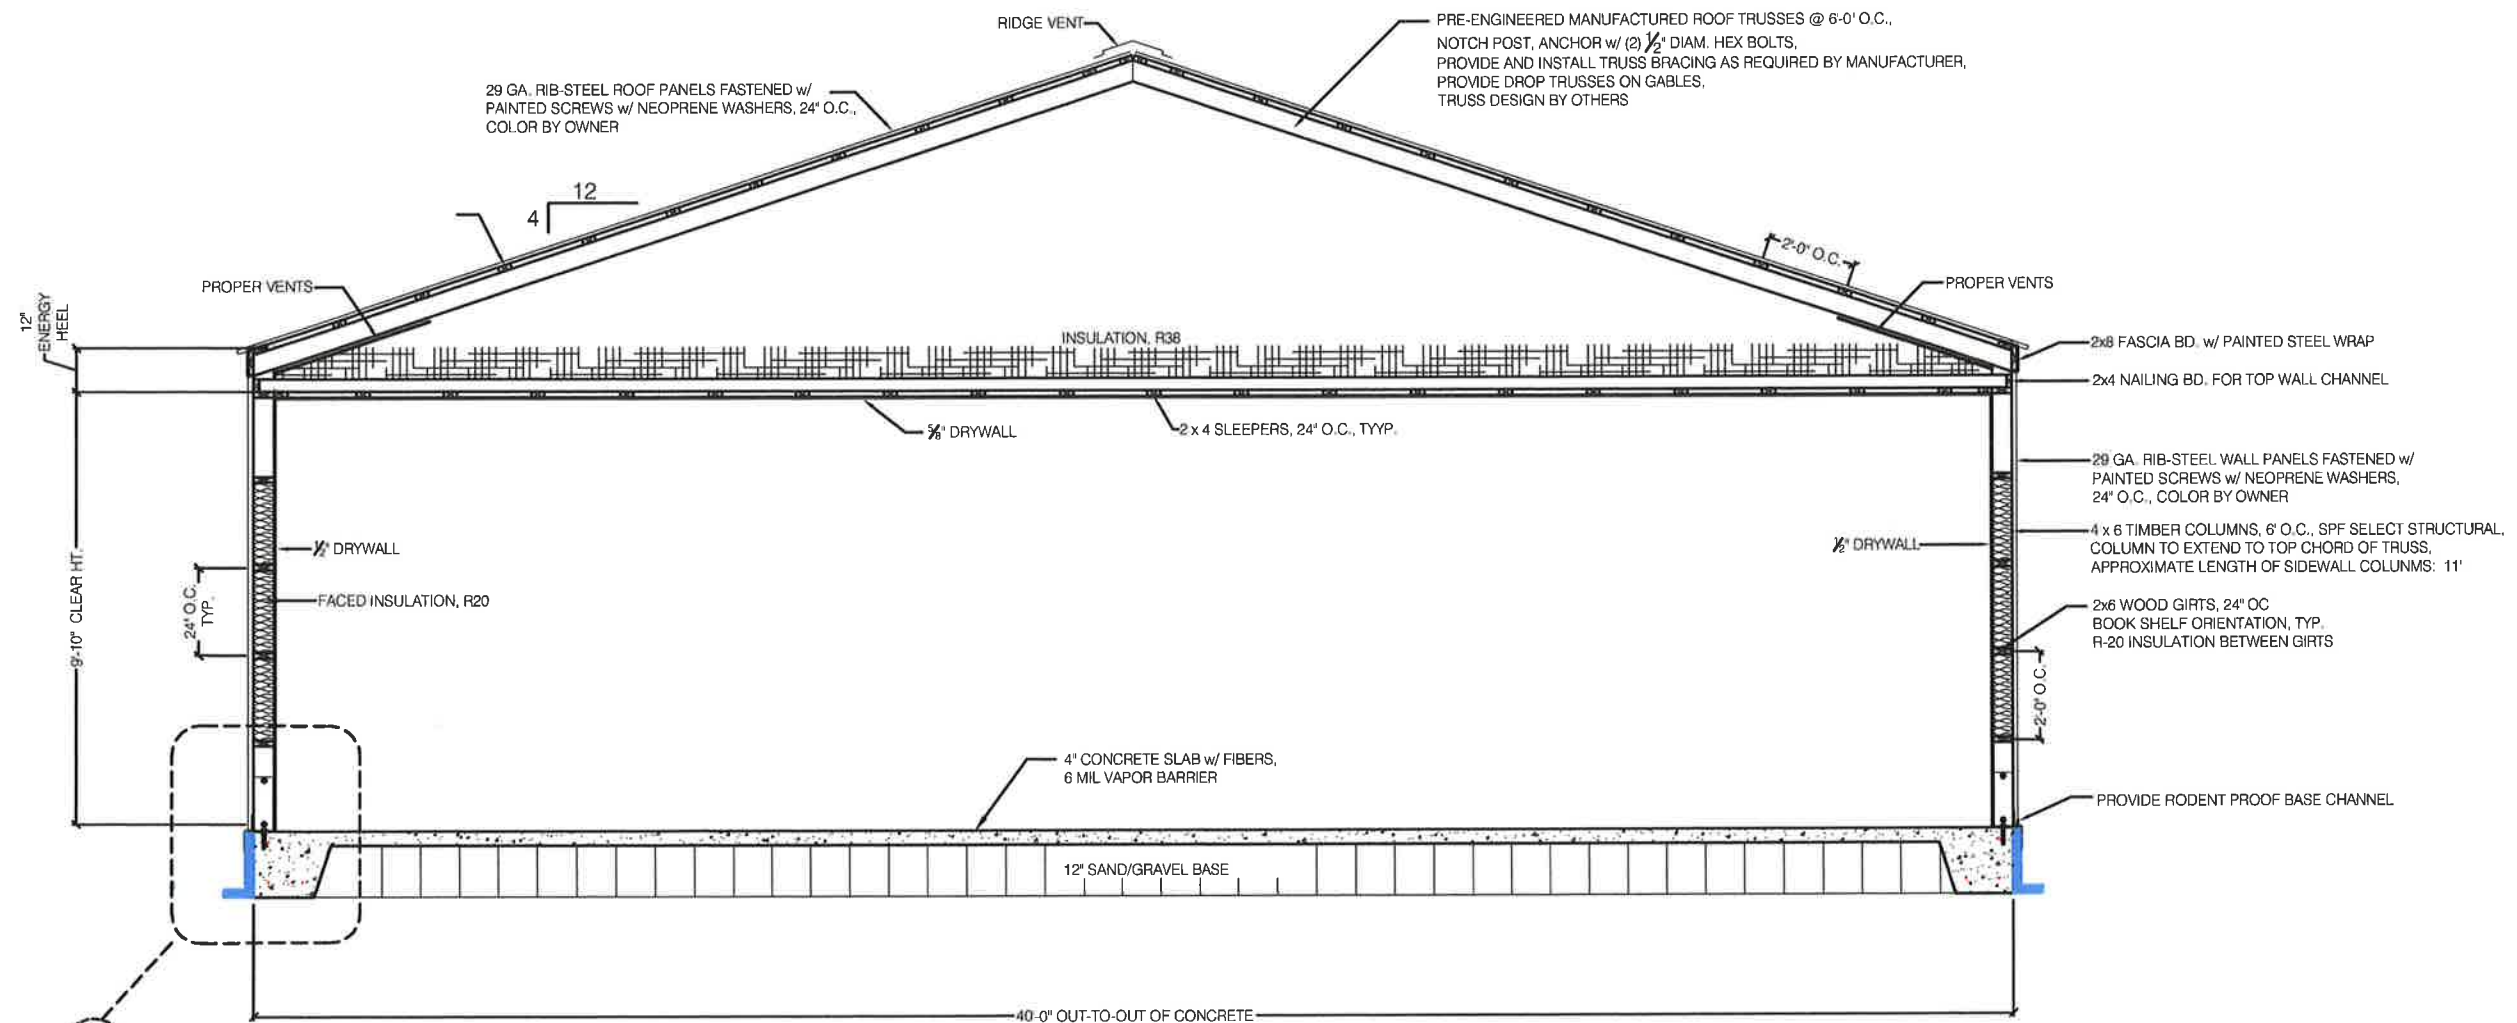 RIDGE VENT
PRE-ENGINEERED MANUFACTURED ROOF TRUSSES @ 6'-0' O.C.,
NOTCH POST, ANCHOR w/ (2) 1/2" DIAM. HEX BOLTS,
PROVIDE AND INSTALL TRUSS BRACING AS REQUIRED BY MANUFACTURER,
PROVIDE DROP TRUSSES ON GABLES,
TRUSS DESIGN BY OTHERS
29 GA. RIB-STEEL ROOF PANELS FASTENED w/
PAINTED SCREWS w/ NEOPRENE WASHERS, 24" O.C.,
COLOR BY OWNER
12
4
2'-0" O.C.
PROPER VENTS
PROPER VENTS
12"
ENERGY
HEEL
INSULATION, R38
2x8 FASCIA BD. w/ PAINTED STEEL WRAP
2x4 NAILING BD. FOR TOP WALL CHANNEL
5/8" DRYWALL
2 x 4 SLEEPERS, 24" O.C., TYYP.
29 GA. RIB-STEEL WALL PANELS FASTENED w/
PAINTED SCREWS w/ NEOPRENE WASHERS,
24" O.C., COLOR BY OWNER
4 x 6 TIMBER COLUMNS, 6' O.C., SPF SELECT STRUCTURAL,
COLUMN TO EXTEND TO TOP CHORD OF TRUSS,
APPROXIMATE LENGTH OF SIDEWALL COLUNMS: 11'
1/2" DRYWALL
1/2" DRYWALL
9'-10" CLEAR HT.
24" O.C.
TYP.
FACED INSULATION, R20
2x6 WOOD GIRTS, 24" OC
BOOK SHELF ORIENTATION, TYP.
R-20 INSULATION BETWEEN GIRTS
2'-0" O.C.
4" CONCRETE SLAB w/ FIBERS,
6 MIL VAPOR BARRIER
PROVIDE RODENT PROOF BASE CHANNEL
12" SAND/GRAVEL BASE
40'-0" OUT-TO-OUT OF CONCRETE